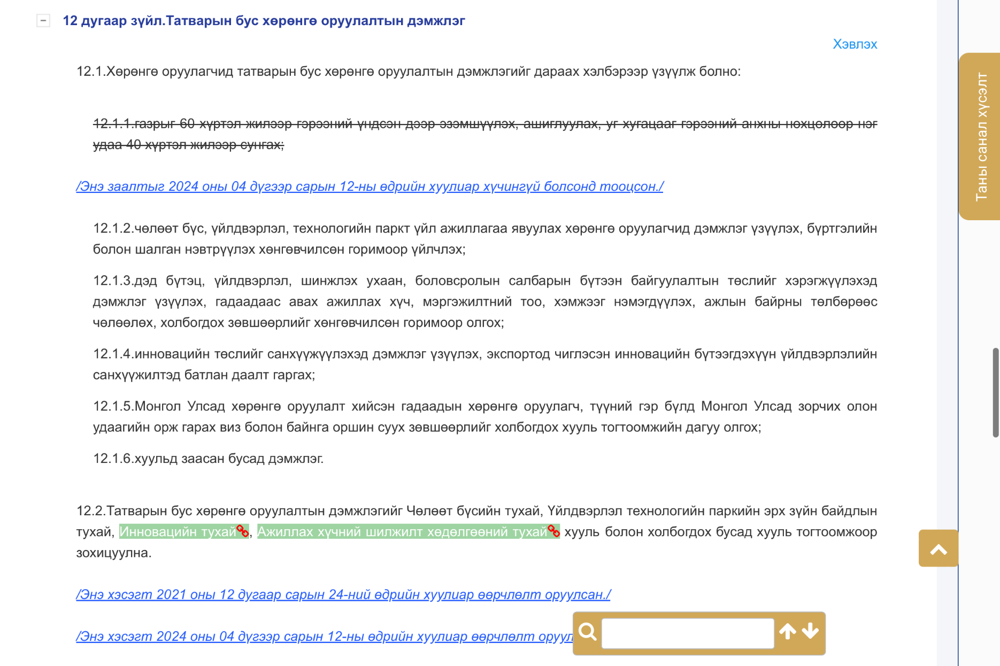 12 дугаар зүйл.Татварын бус хөрөнгө оруулалтын дэмжлэг
Хэвлэх
12.1.Хөрөнгө оруулагчид татварын бус хөрөнгө оруулалтын дэмжлэгийг дараах хэлбэрээр үзүүлж болно:
12.1.1.газрыг 60 хүртэл жилээр гэрээний үндсэн дээр эзэмшүүлэх, ашиглуулах, уг хугацааг гэрээний анхны нөхцөлөөр нэг
удаа 40 хүртэл жилээр сунгах;
/Энэ заалтыг 2024 оны 04 дүгээр сарын 12-ны өдрийн хуулиар хүчингүй болсонд тооцсон./
12.1.2.чөлөөт бүс, үйлдвэрлэл, технологийн паркт үйл ажиллагаа явуулах хөрөнгө оруулагчид дэмжлэг үзүүлэх, бүртгэлийн
болон шалган нэвтрүүлэх хөнгөвчилсөн горимоор үйлчлэх;
12.1.3.дэд бүтэц, үйлдвэрлэл, шинжлэх ухаан, боловсролын салбарын бүтээн байгуулалтын төслийг хэрэгжүүлэхэд
дэмжлэг үзүүлэх, гадаадаас авах ажиллах хүч, мэргэжилтний тоо, хэмжээг нэмэгдүүлэх, ажлын байрны төлбөрөөс
чөлөөлөх, холбогдох зөвшөөрлийг хөнгөвчилсөн горимоор олгох;
12.1.4.инновацийн төслийг санхүүжүүлэхэд дэмжлэг үзүүлэх, экспортод чиглэсэн инновацийн бүтээгдэхүүн үйлдвэрлэлийн
санхүүжилтэд батлан даалт гаргах;
12.1.5.Монгол Улсад хөрөнгө оруулалт хийсэн гадаадын хөрөнгө оруулагч, түүний гэр бүлд Монгол Улсад зорчих олон
удаагийн орж гарах виз болон байнга оршин суух зөвшөөрлийг холбогдох хууль тогтоомжийн дагуу олгох;
12.1.6.хуульд заасан бусад дэмжлэг.
12.2.Татварын бус хөрөнгө оруулалтын дэмжлэгийг Чөлөөт бүсийн тухай, Үйлдвэрлэл технологийн паркийн эрх зүйн байдлын
тухай, Инновацийн тухай, Ажиллах хүчний шилжилт хөдөлгөөний тухай хууль болон холбогдох бусад хууль тогтоомжоор
зохицуулна.
/Энэ хэсэгт 2021 оны 12 дугаар сарын 24-ний өдрийн хуулиар өөрчлөлт оруулсан./
/Энэ хэсэгт 2024 оны 04 дүгээр сарын 12-ны өдрийн хуулиар өөрчлөлт оруул
Таны санал хүсэлт